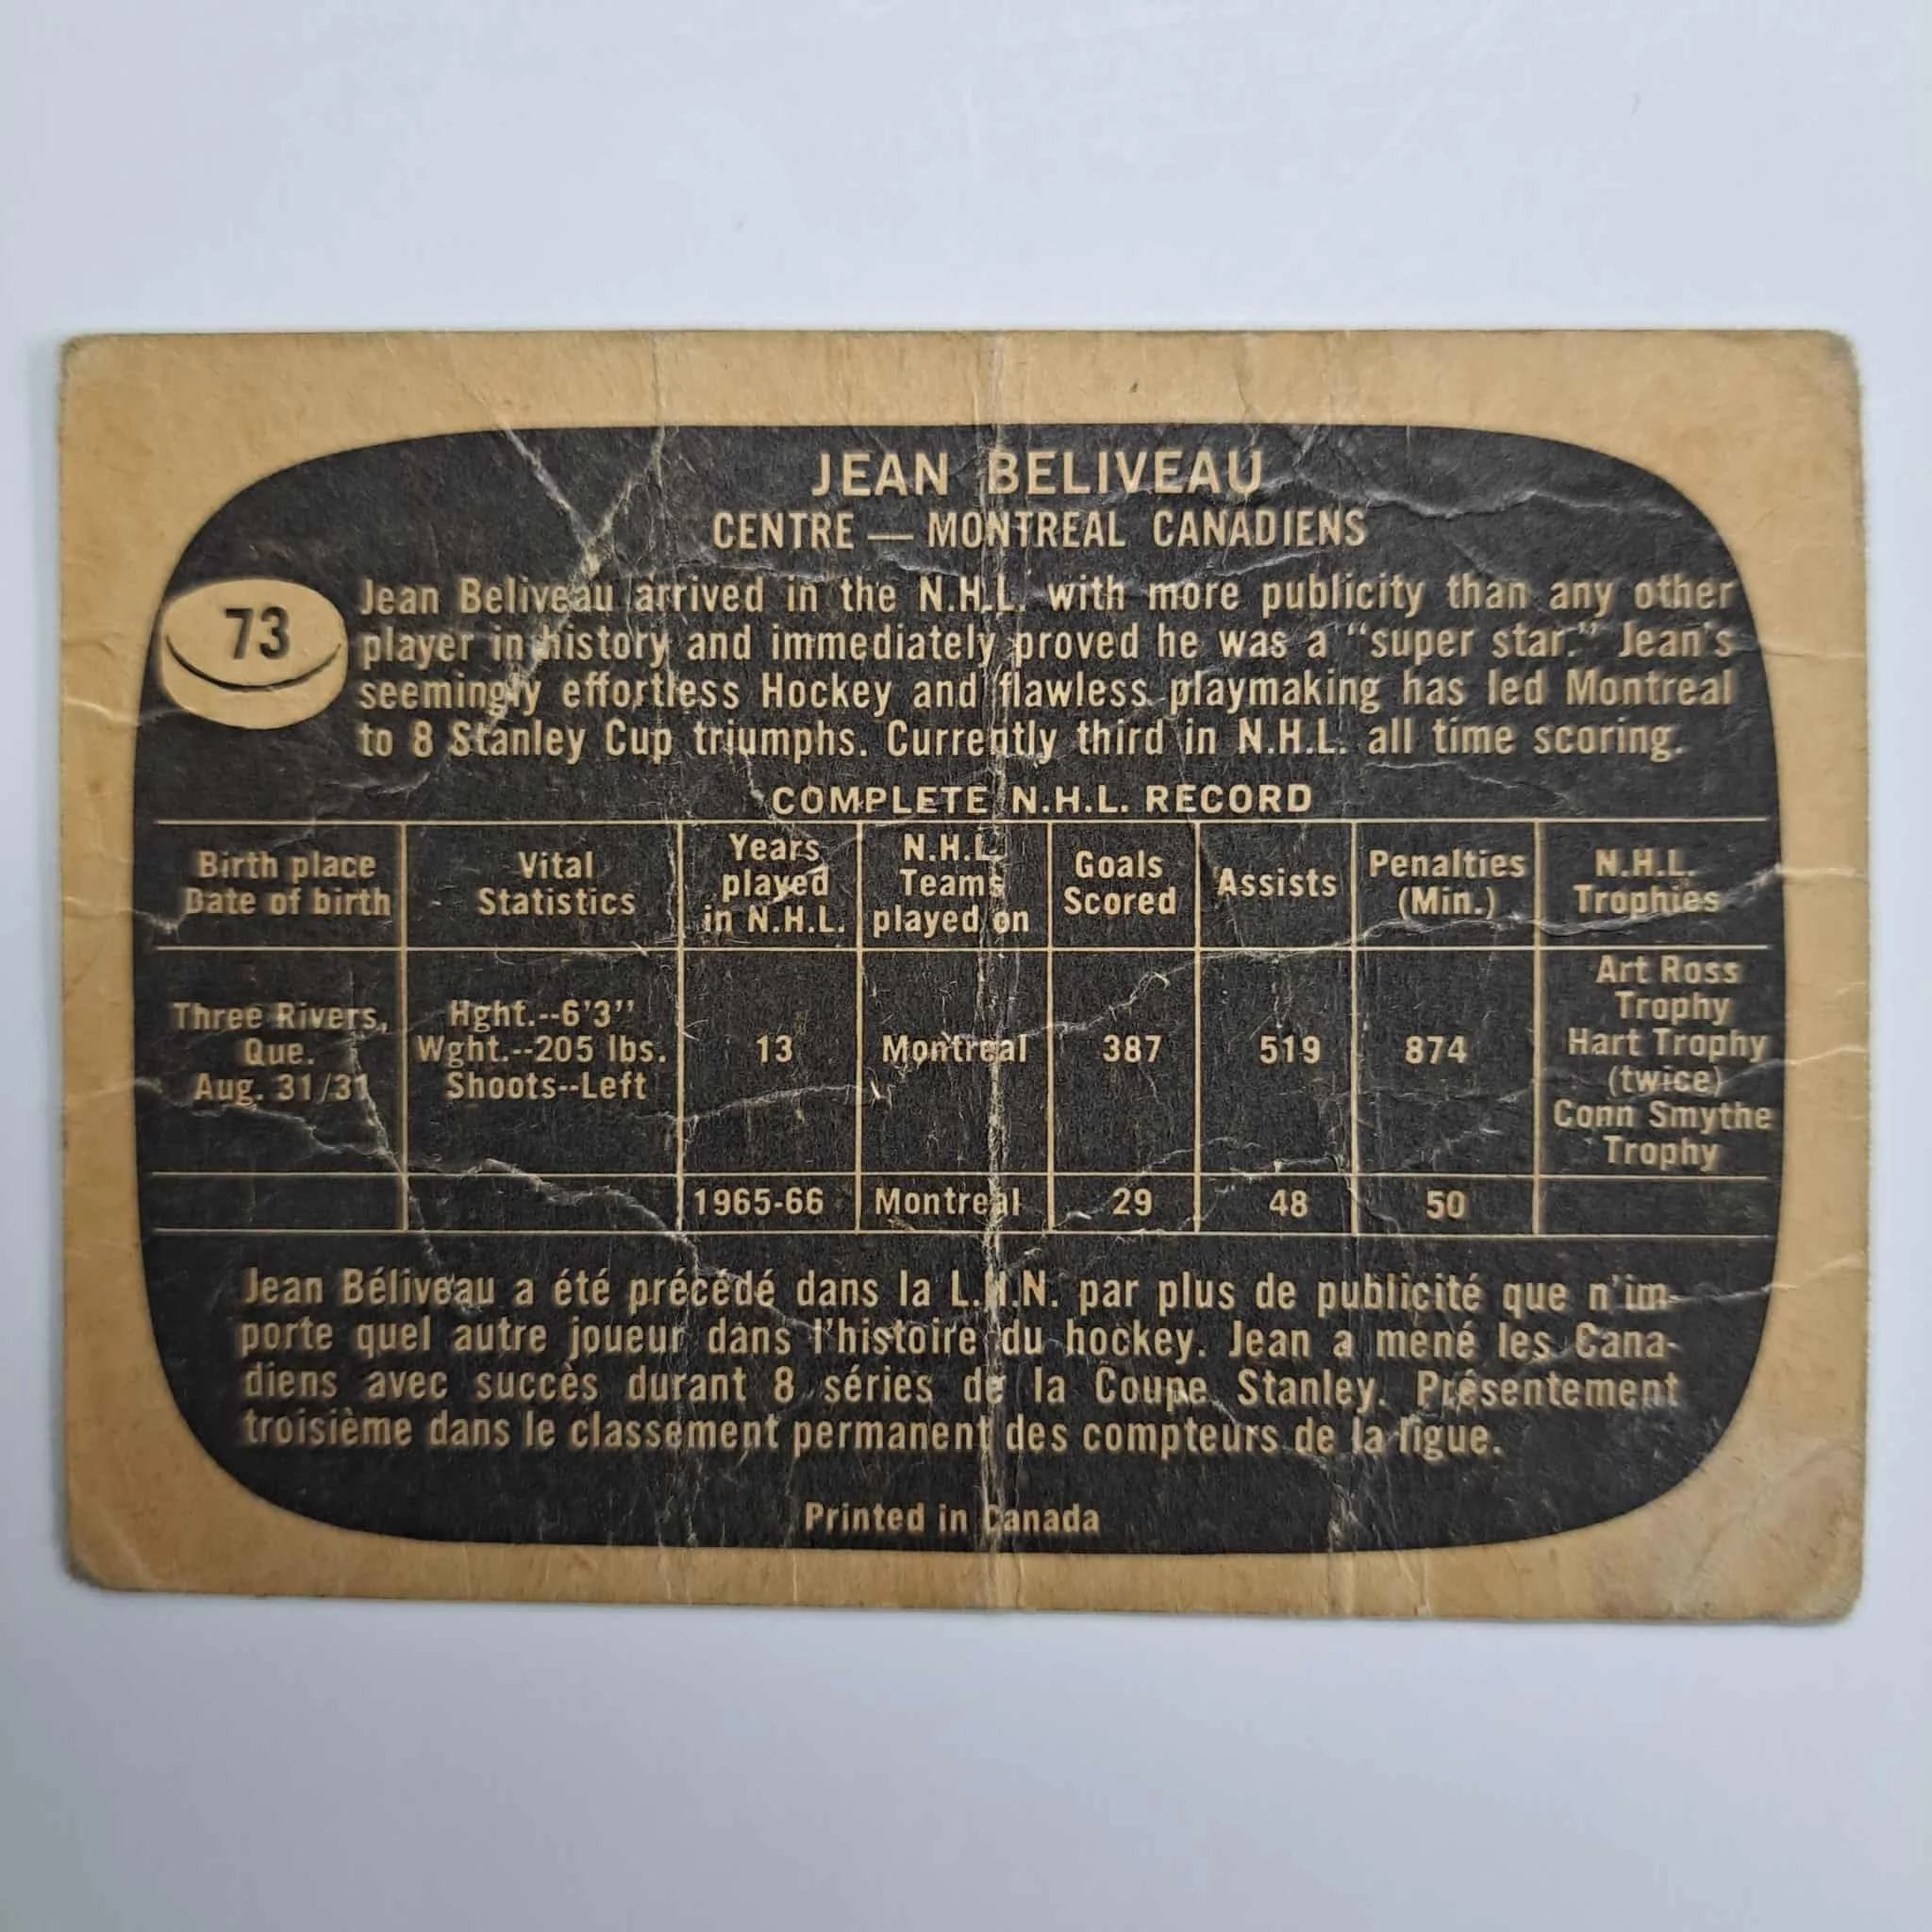 JEAN BELIVEAU
CENTRE — MONTREAL CANADIENS
73
Jean Beliveau arrived in the N.H.L. with more publicity than any other
player in history and immediately proved he was a "super star." Jean's
seemingly effortless Hockey and flawless playmaking has led Montreal
to 8 Stanley Cup triumphs. Currently third in N.H.L. all time scoring.
COMPLETE N.H.L. RECORD
Birth place
Date of birth
Vital
Statistics
Years
played
in N.H.L.
N.H.L.
Teams
played on
Goals
Scored
Assists
Penalties
(Min.)
N.H.L.
Trophies
Three Rivers,
Que.
Aug. 31/31
Hght.--6'3''
Wght.--205 lbs.
Shoots--Left
13
Montreal
387
519
874
Art Ross
Trophy
Hart Trophy
(twice)
Conn Smythe
Trophy
1965-66 Montreal 29 48 50
Jean Béliveau a été précédé dans la L.H.N. par plus de publicité que n'im-
porte quel autre joueur dans l'histoire du hockey. Jean a mené les Cana-
diens avec succès durant 8 séries de la Coupe Stanley. Présentement
troisième dans le classement permanent des compteurs de la ligue.
Printed in Canada